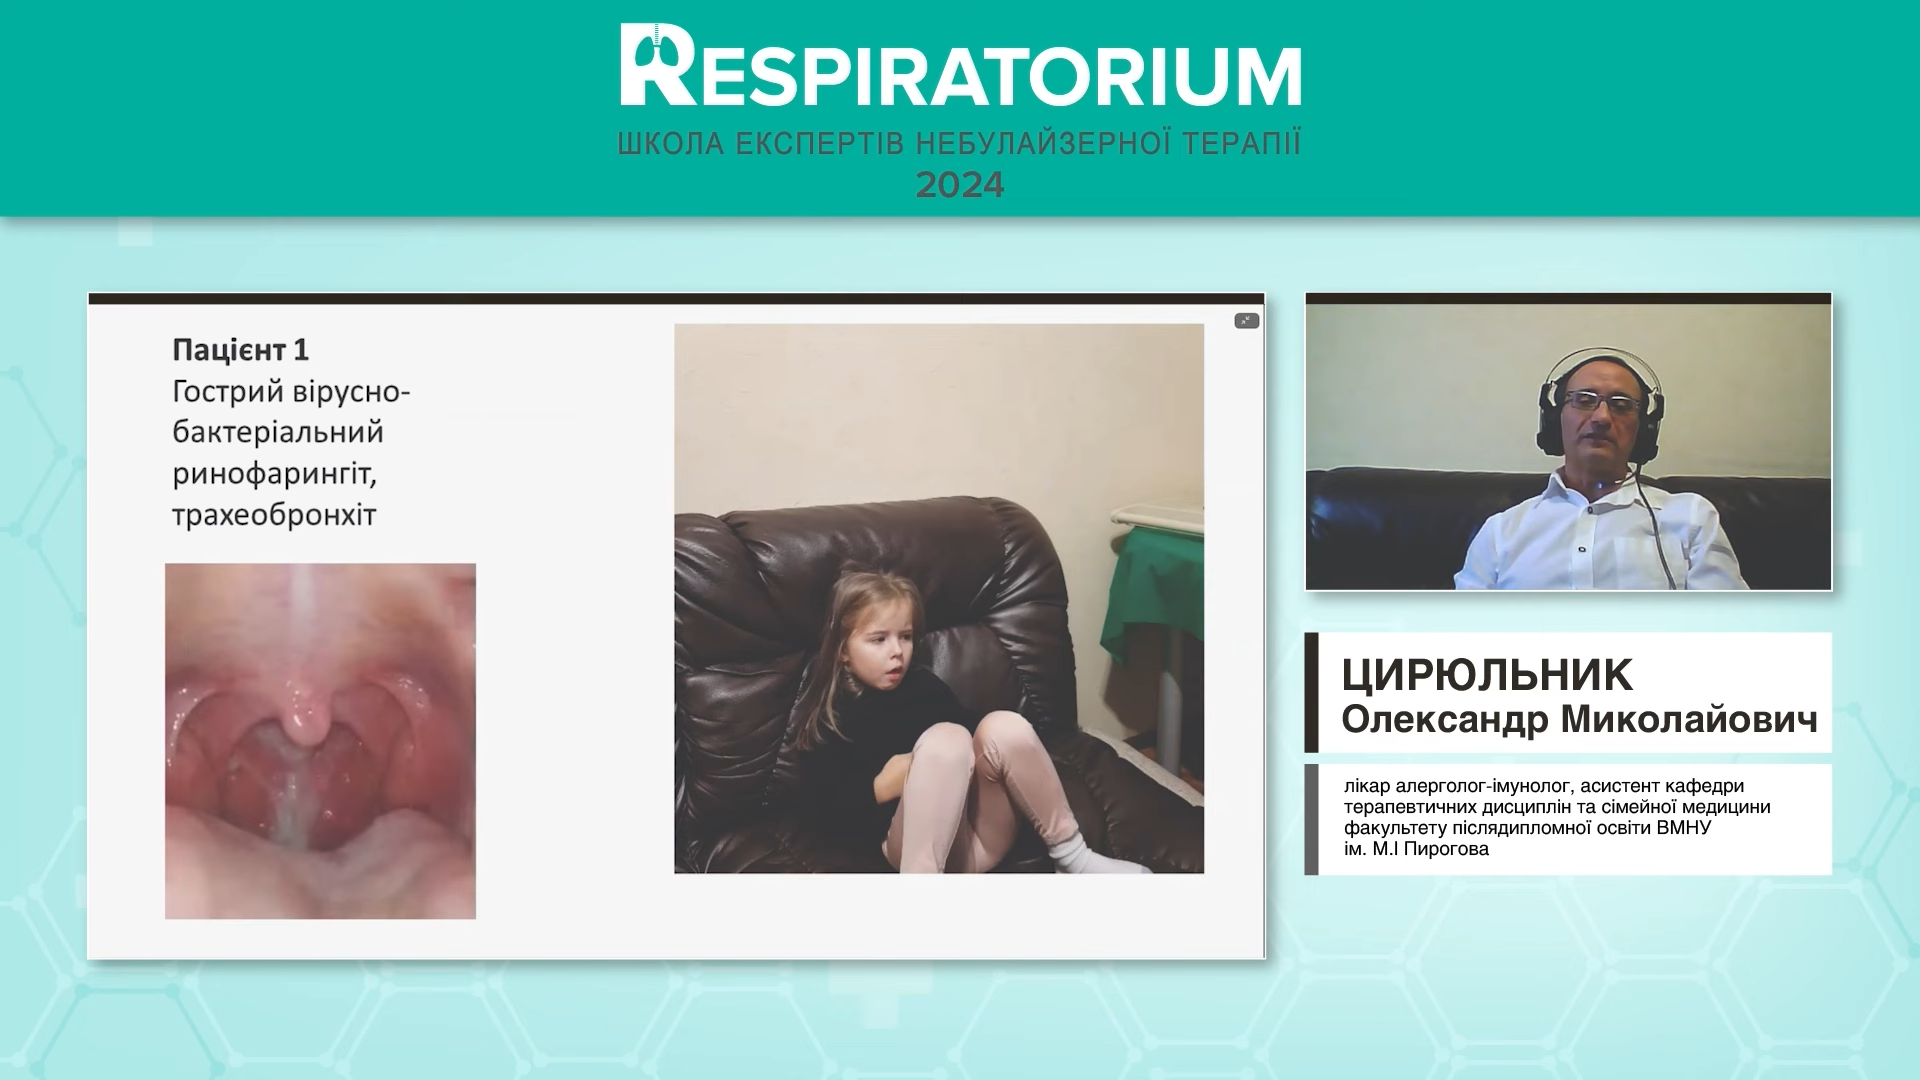 RESPIRATORIUM
ШКОЛА ЕКСПЕРТІВ НЕБУЛАЙЗЕРНОЇ ТЕРАПІЇ
2024
Пацієнт 1
Гострий вірусно-
бактеріальний
ринофарингіт,
трахеобронхіт
ЦИРЮЛЬНИК
Олександр Миколайович
лікар алерголог-імунолог, асистент кафедри
терапевтичних дисциплін та сімейної медицини
факультету післядипломної освіти ВМНУ
ім. М.І Пирогова